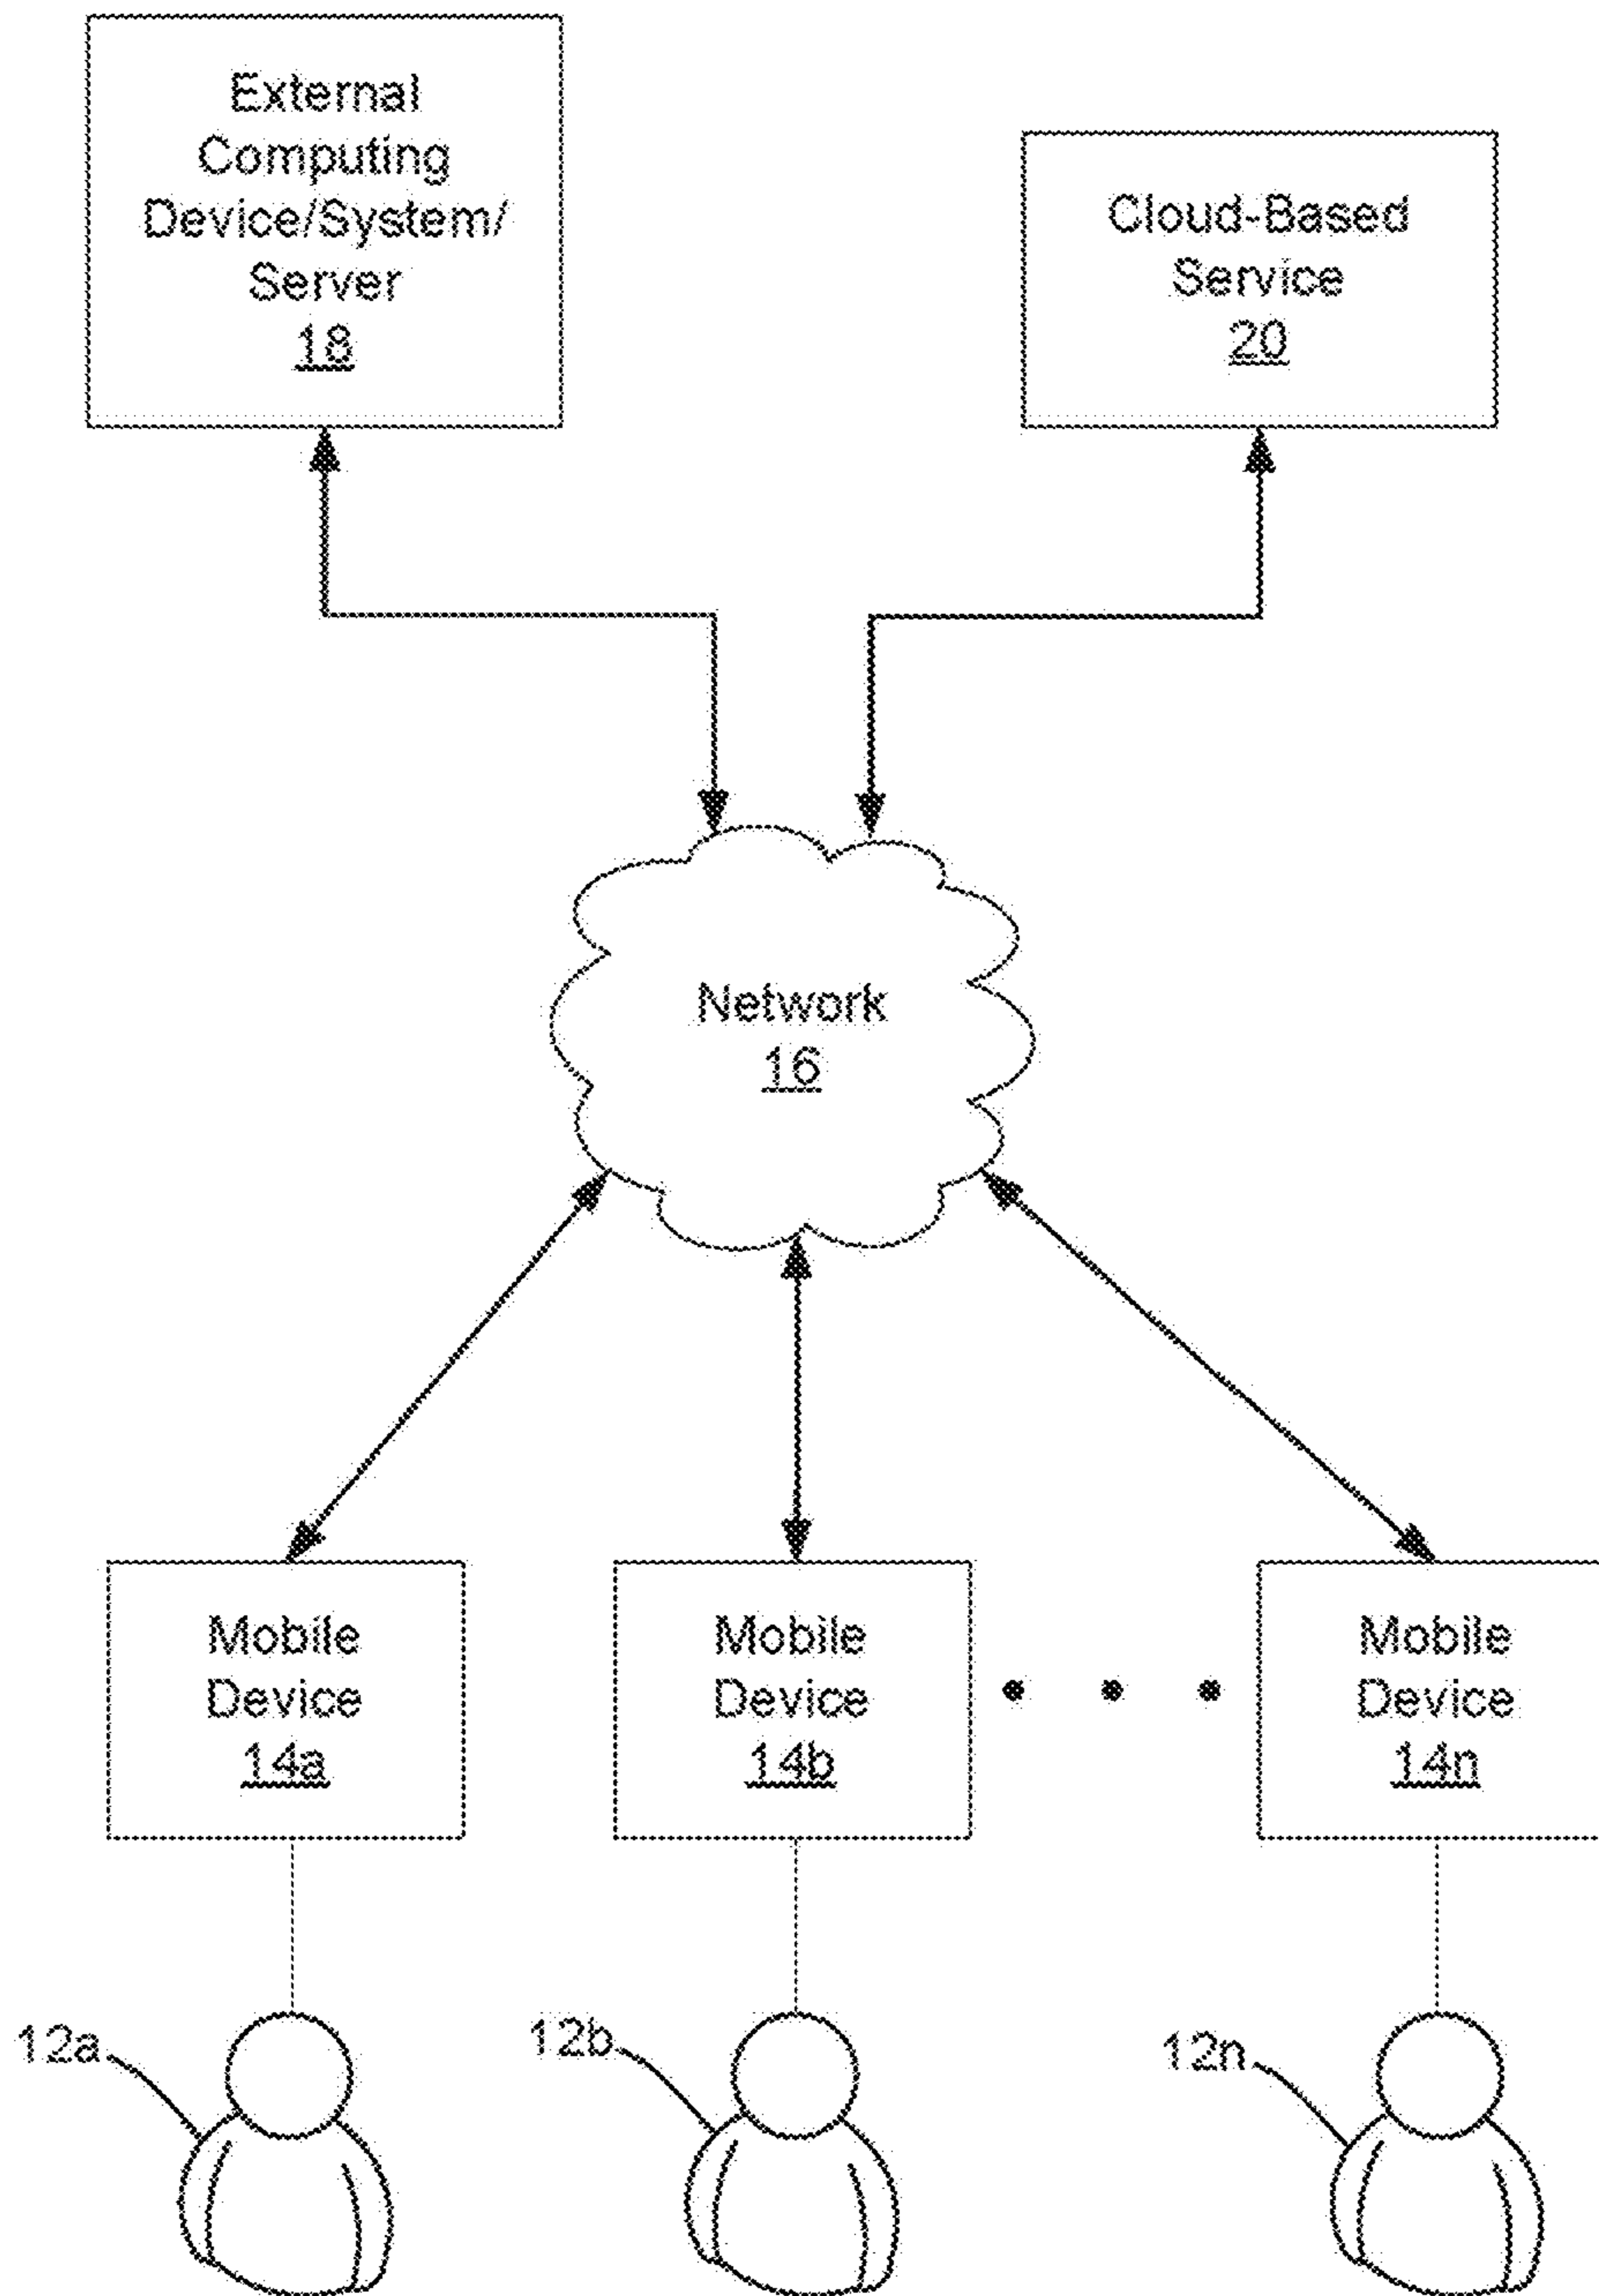 External
Computing
Device/System/
Server
18
Cloud-Based
Service
20
Network
16
Mobile
Device
14a
Mobile
Device
14b
Mobile
Device
14n
12a
12b
12n